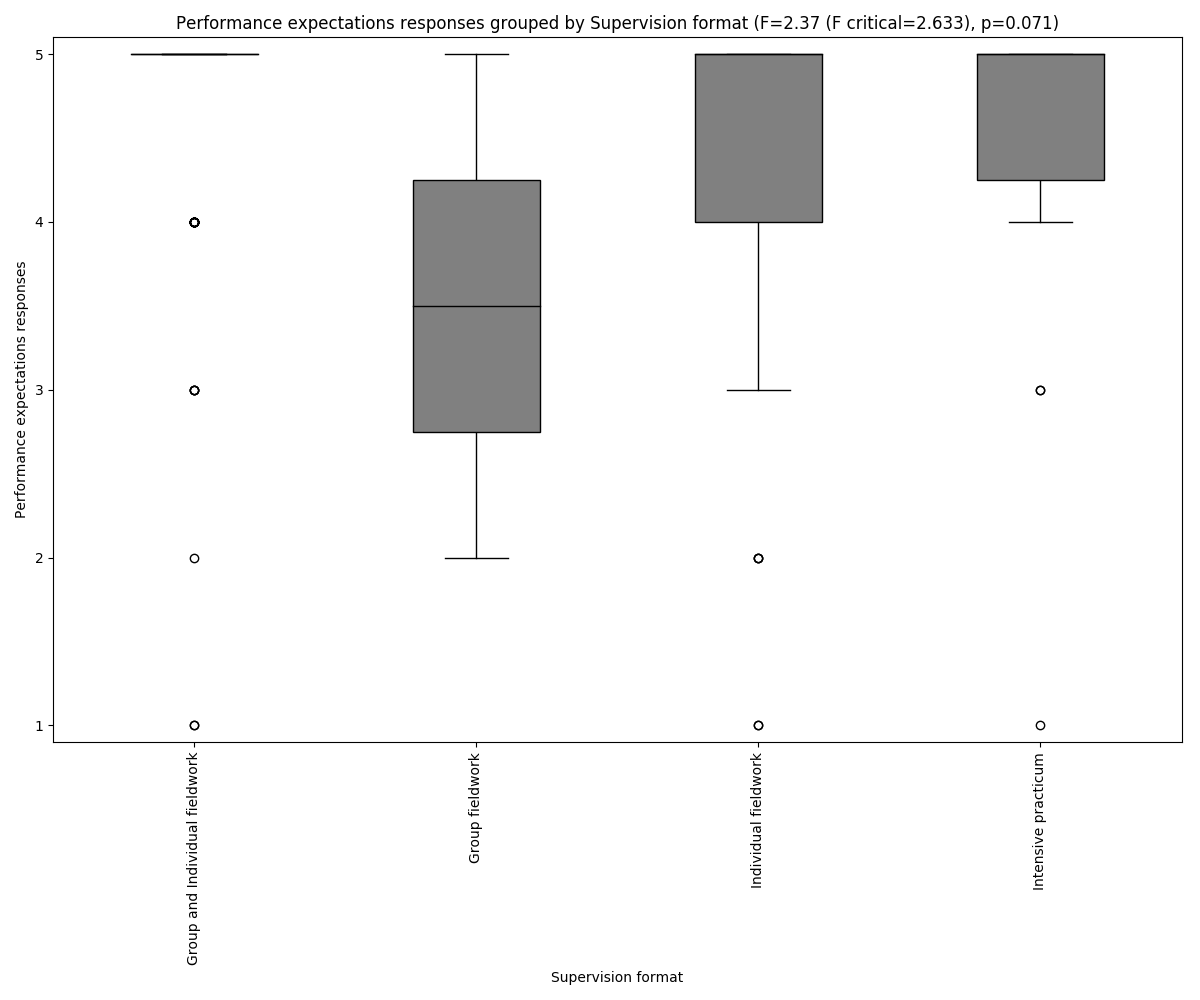 Performance expectations responses grouped by Supervision format (F=2.37 (F critical=2.633), p=0.071)
Performance expectations responses
5
4
3
2
1
Group and Individual fieldwork
Group fieldwork
Individual fieldwork
Intensive practicum
Supervision format